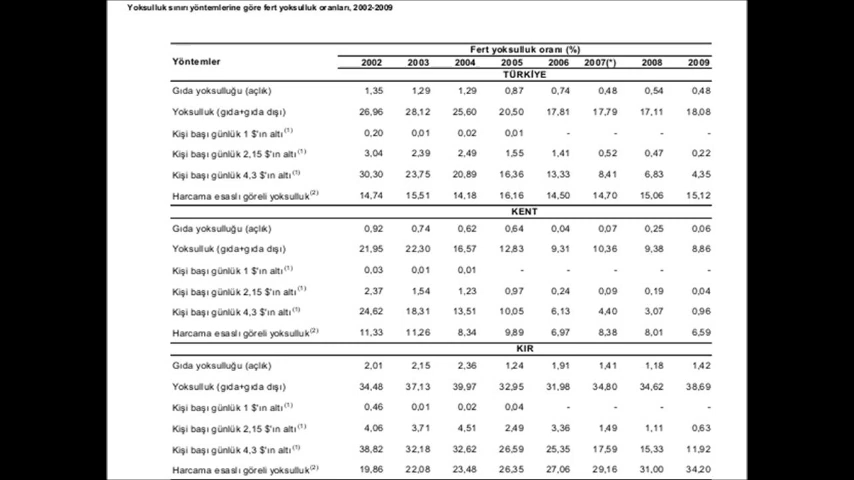 Yoksulluk sınırı yöntemlerine göre fert yoksulluk oranları, 2002-2009
Fert yoksulluk oranı (%)
Yöntemler 2002 2003 2004 2005 2006 2007(*) 2008 2009
TÜRKİYE
Gıda yoksulluğu (açlık) 1,35 1,29 1,29 0,87 0,74 0,48 0,54 0,48
Yoksulluk (gıda+gıda dışı) 26,96 28,12 25,60 20,50 17,81 17,79 17,11 18,08
Kişi başı günlük 1 $'ın altı (1) 0,20 0,01 0,02 0,01 - - - -
Kişi başı günlük 2,15 $'ın altı (1) 3,04 2,39 2,49 1,55 1,41 0,52 0,47 0,22
Kişi başı günlük 4,3 $'ın altı (1) 30,30 23,75 20,89 16,36 13,33 8,41 6,83 4,35
Harcama esaslı göreli yoksulluk (2) 14,74 15,51 14,18 16,16 14,50 14,70 15,06 15,12
KENT
Gıda yoksulluğu (açlık) 0,92 0,74 0,62 0,64 0,04 0,07 0,25 0,06
Yoksulluk (gıda+gıda dışı) 21,95 22,30 16,57 12,83 9,31 10,36 9,38 8,86
Kişi başı günlük 1 $'ın altı (1) 0,03 0,01 0,01 - - - - -
Kişi başı günlük 2,15 $'ın altı (1) 2,37 1,54 1,23 0,97 0,24 0,09 0,19 0,04
Kişi başı günlük 4,3 $'ın altı (1) 24,62 18,31 13,51 10,05 6,13 4,40 3,07 0,96
Harcama esaslı göreli yoksulluk (2) 11,33 11,26 8,34 9,89 6,97 8,38 8,01 6,59
KIR
Gıda yoksulluğu (açlık) 2,01 2,15 2,36 1,24 1,91 1,41 1,18 1,42
Yoksulluk (gıda+gıda dışı) 34,48 37,13 39,97 32,95 31,98 34,80 34,62 38,69
Kişi başı günlük 1 $'ın altı (1) 0,46 0,01 0,02 0,04 - - - -
Kişi başı günlük 2,15 $'ın altı (1) 4,06 3,71 4,51 2,49 3,36 1,49 1,11 0,63
Kişi başı günlük 4,3 $'ın altı (1) 38,82 32,18 32,62 26,59 25,35 17,59 15,33 11,92
Harcama esaslı göreli yoksulluk (2) 19,86 22,08 23,48 26,35 27,06 29,16 31,00 34,20